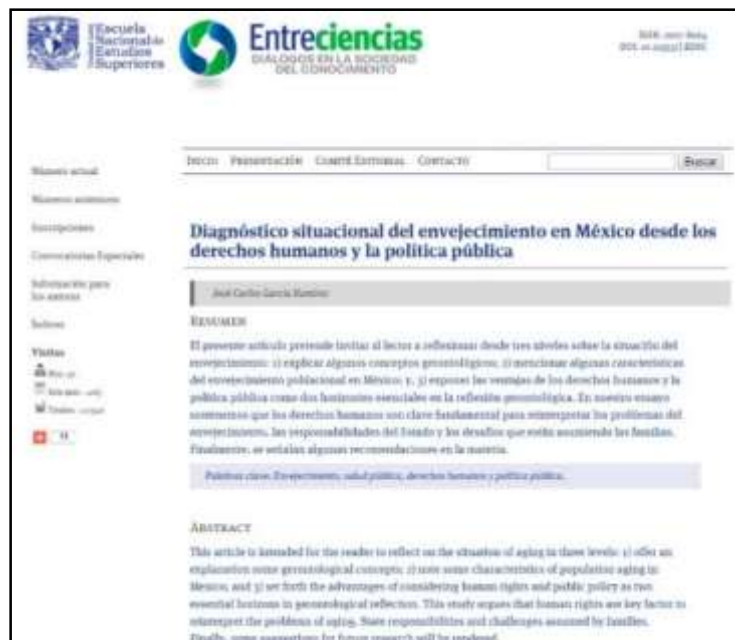 Escuela
Nacional de
Estudios
Superiores
Entreciencias
DIÁLOGOS EN LA SOCIEDAD
DEL CONOCIMIENTO
INICIO PRESENTACIÓN COMITÉ EDITORIAL CONTACTO
Buscar
Número actual
Números anteriores
Suscripciones
Convocatorias Especiales
Información para
los autores
Índices
Visitas
Diagnóstico situacional del envejecimiento en México desde los
derechos humanos y la política pública
José Carlos García Ramírez
RESUMEN
El presente artículo pretende invitar al lector a reflexionar desde tres niveles sobre la situación del
envejecimiento: 1) explicar algunos conceptos gerontológicos; 2) mencionar algunas características
del envejecimiento poblacional en México; y, 3) exponer las ventajas de los derechos humanos y la
política pública como dos horizontes esenciales en la reflexión gerontológica. En nuestro ensayo
sostenemos que los derechos humanos son clave fundamental para reinterpretar los problemas del
envejecimiento, las responsabilidades del Estado y los desafíos que están asumiendo las familias.
Finalmente, se señalan algunas recomendaciones en la materia.
Palabras clave: Envejecimiento, salud pública, derechos humanos y política pública.
ABSTRACT
This article is intended for the reader to reflect on the situation of aging in three levels: 1) offer an
explanation some gerontological concepts; 2) note some characteristics of population aging in
Mexico; and 3) set forth the advantages of considering human rights and public policy as two
essential horizons in gerontological reflection. This study argues that human rights are key factor to
reinterpret the problems of aging, State responsibilities and challenges assumed by families.
Finally, some suggestions for future research will be rendered.